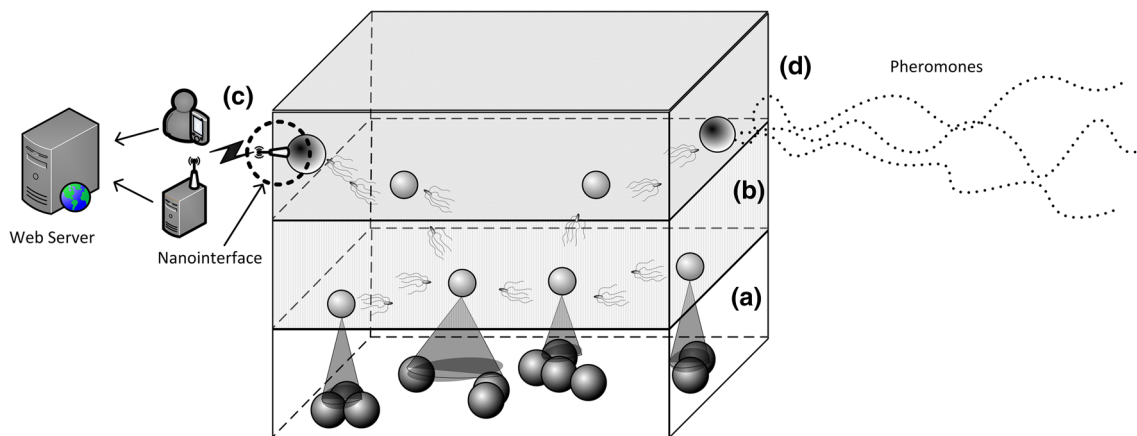 (c)
(d)
Pheromones
(b)
Web Server
Nanointerface
(a)